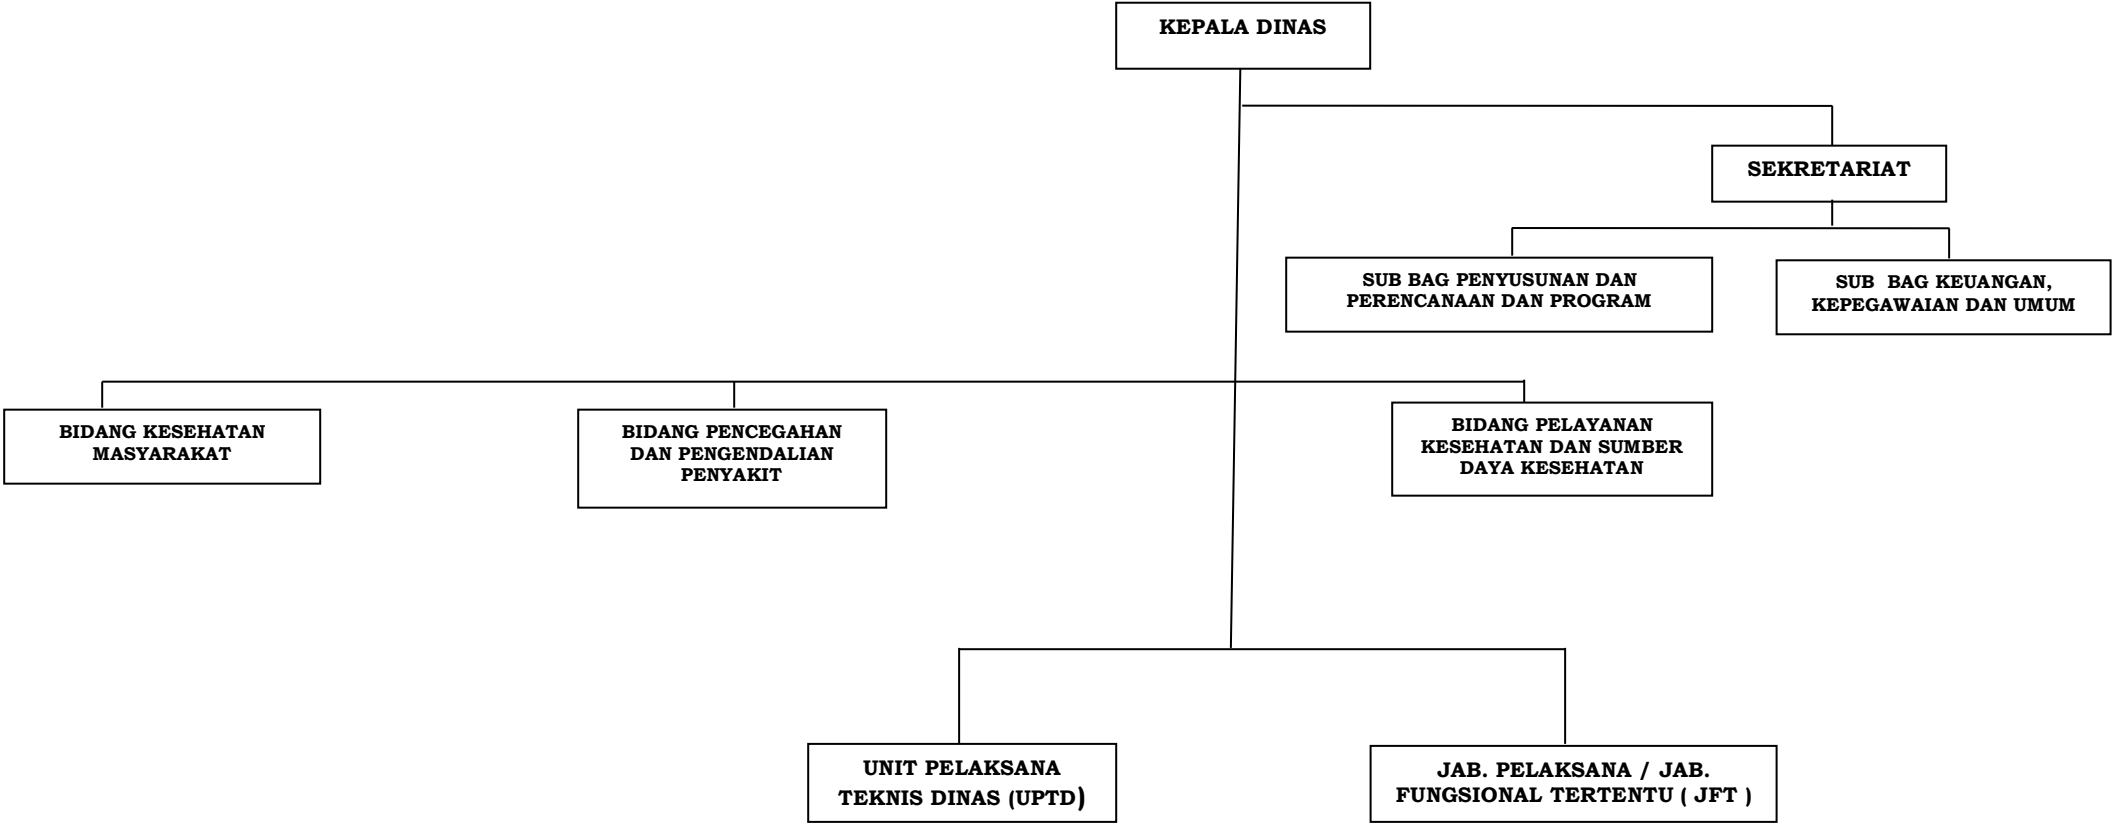 KEPALA DINAS
SEKRETARIAT
SUB BAG PENYUSUNAN DAN
PERENCANAAN DAN PROGRAM
SUB  BAG KEUANGAN,
KEPEGAWAIAN DAN UMUM
BIDANG KESEHATAN
MASYARAKAT
BIDANG PENCEGAHAN
DAN PENGENDALIAN
PENYAKIT
BIDANG PELAYANAN
KESEHATAN DAN SUMBER
DAYA KESEHATAN
UNIT PELAKSANA
TEKNIS DINAS (UPTD)
JAB. PELAKSANA / JAB.
FUNGSIONAL TERTENTU ( JFT )